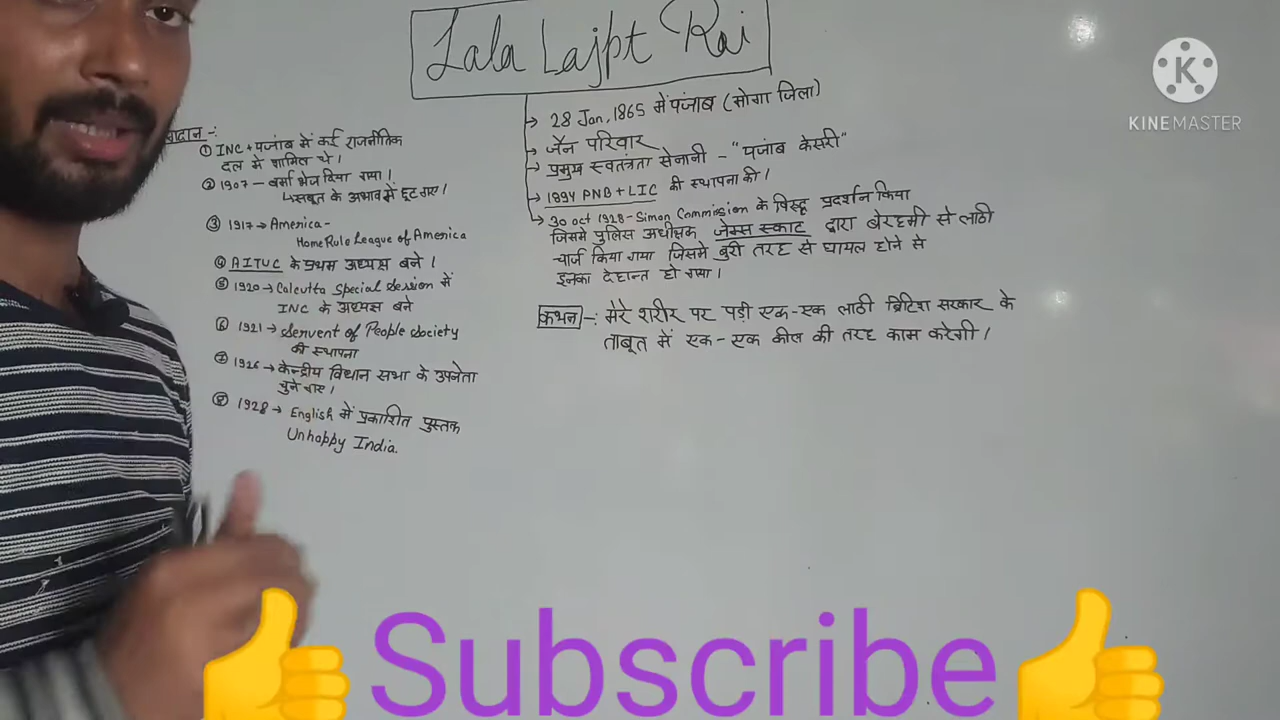 Lala Lajpt Rai
28 Jan, 1865 में पंजाब (मोगा जिला)
जैन परिवार
प्रमुख स्वतंत्रता सेनानी - "पंजाब केसरी"
1894 PNB + LIC की स्थापना की।
30 oct 1928 - Simon Commission के विरुद्ध प्रदर्शन किया
जिसमे पुलिस अधीक्षक जेम्स स्काट द्वारा बेरहमी से लाठी
चार्ज किया गया जिसमे बुरी तरह से घायल होने से
इनका देहान्त हो गया।
कथन -: मेरे शरीर पर पड़ी एक-एक लाठी ब्रिटिश सरकार के
ताबूत में एक-एक कील की तरह काम करेगी।
① INC + पंजाब में कई राजनीतिक
दल मे शामिल थे।
② 1907 - बर्मा भेज दिया गया।
↳ सबूत के अभाव में छूट गए।
③ 1917 → America -
Home Rule League of America
④ AITUC के प्रथम अध्यक्ष बने।
⑤ 1920 → Calcutta Special Session में
INC के अध्यक्ष बने
⑥ 1921 → Servent of People Society
की स्थापना
⑦ 1926 → केन्द्रीय विधान सभा के उपनेता
चुने गए।
⑧ 1928 → English में प्रकाशित पुस्तक
Unhappy India.
K
KINEMASTER
Subscribe